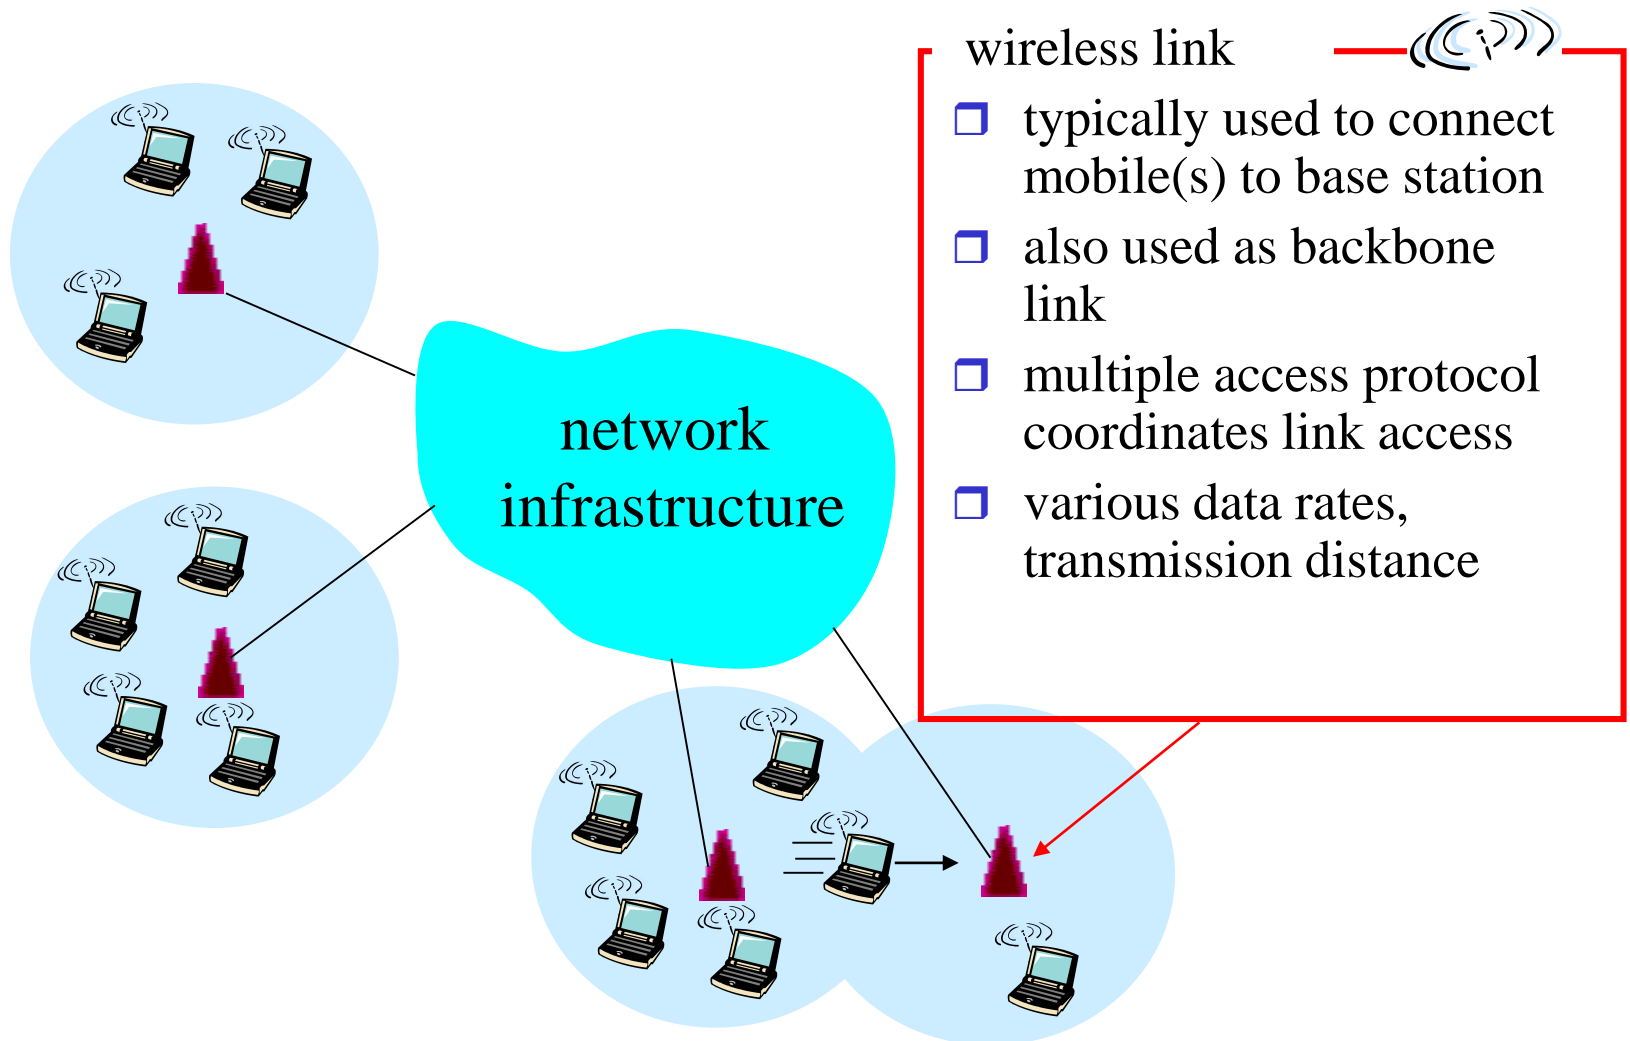 wireless link
typically used to connect
mobile(s) to base station
also used as backbone
link
multiple access protocol
coordinates link access
various data rates,
transmission distance
network
infrastructure